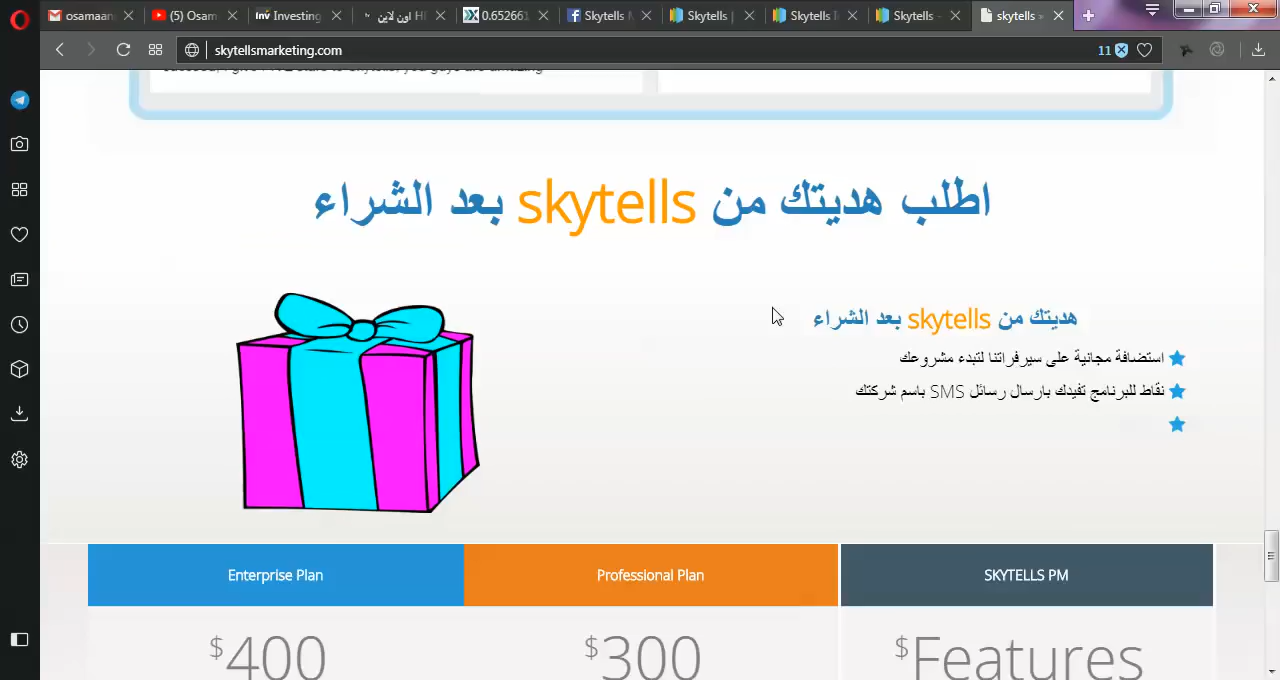 osamaan
(5) Osam
Investing
اون لاين HI
0.652661
Skytells M
Skytells |
Skytells I
Skytells -
skytells »
skytellsmarketing.com
11
اطلب هديتك من skytells بعد الشراء
هديتك من skytells بعد الشراء
استضافة مجانية على سيرفراتنا لتبدء مشروعك
نقاط للبرنامج تفيدك بارسال رسائل SMS باسم شركتك
Enterprise Plan
Professional Plan
SKYTELLS PM
$400
$300
$Features